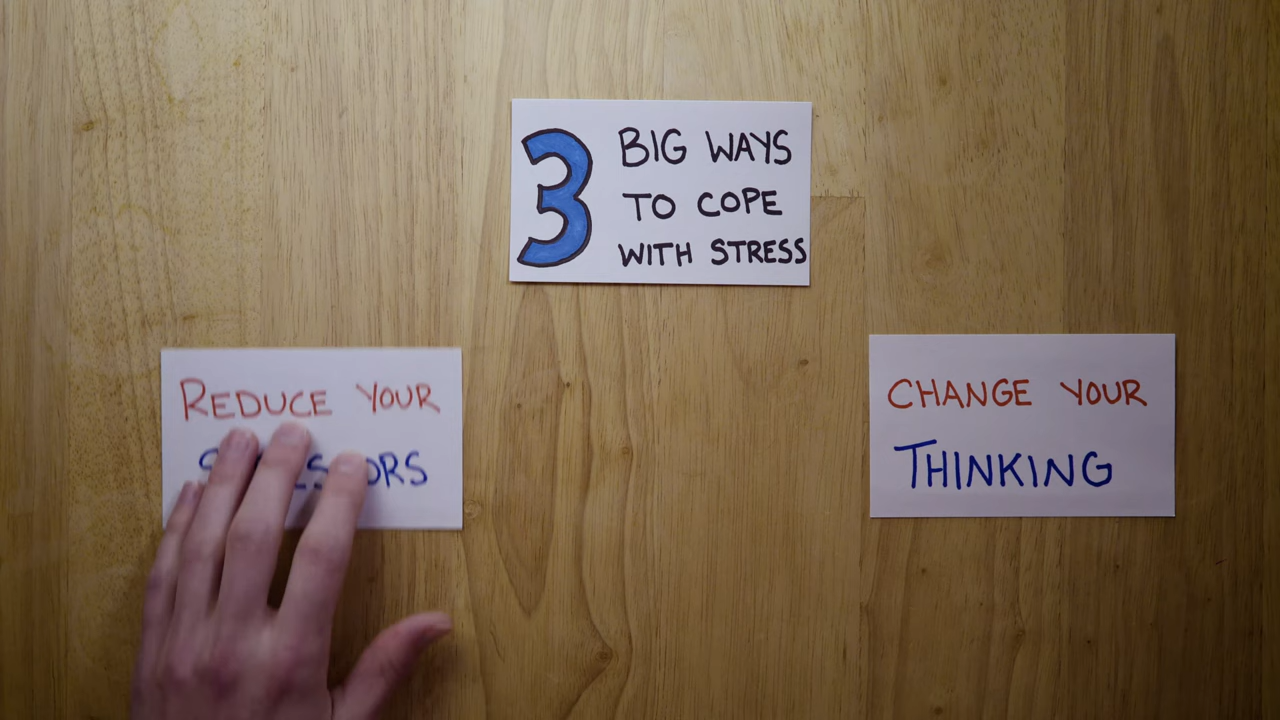 3
BIG WAYS
TO COPE
WITH STRESS
REDUCE YOUR
CHANGE YOUR
THINKING